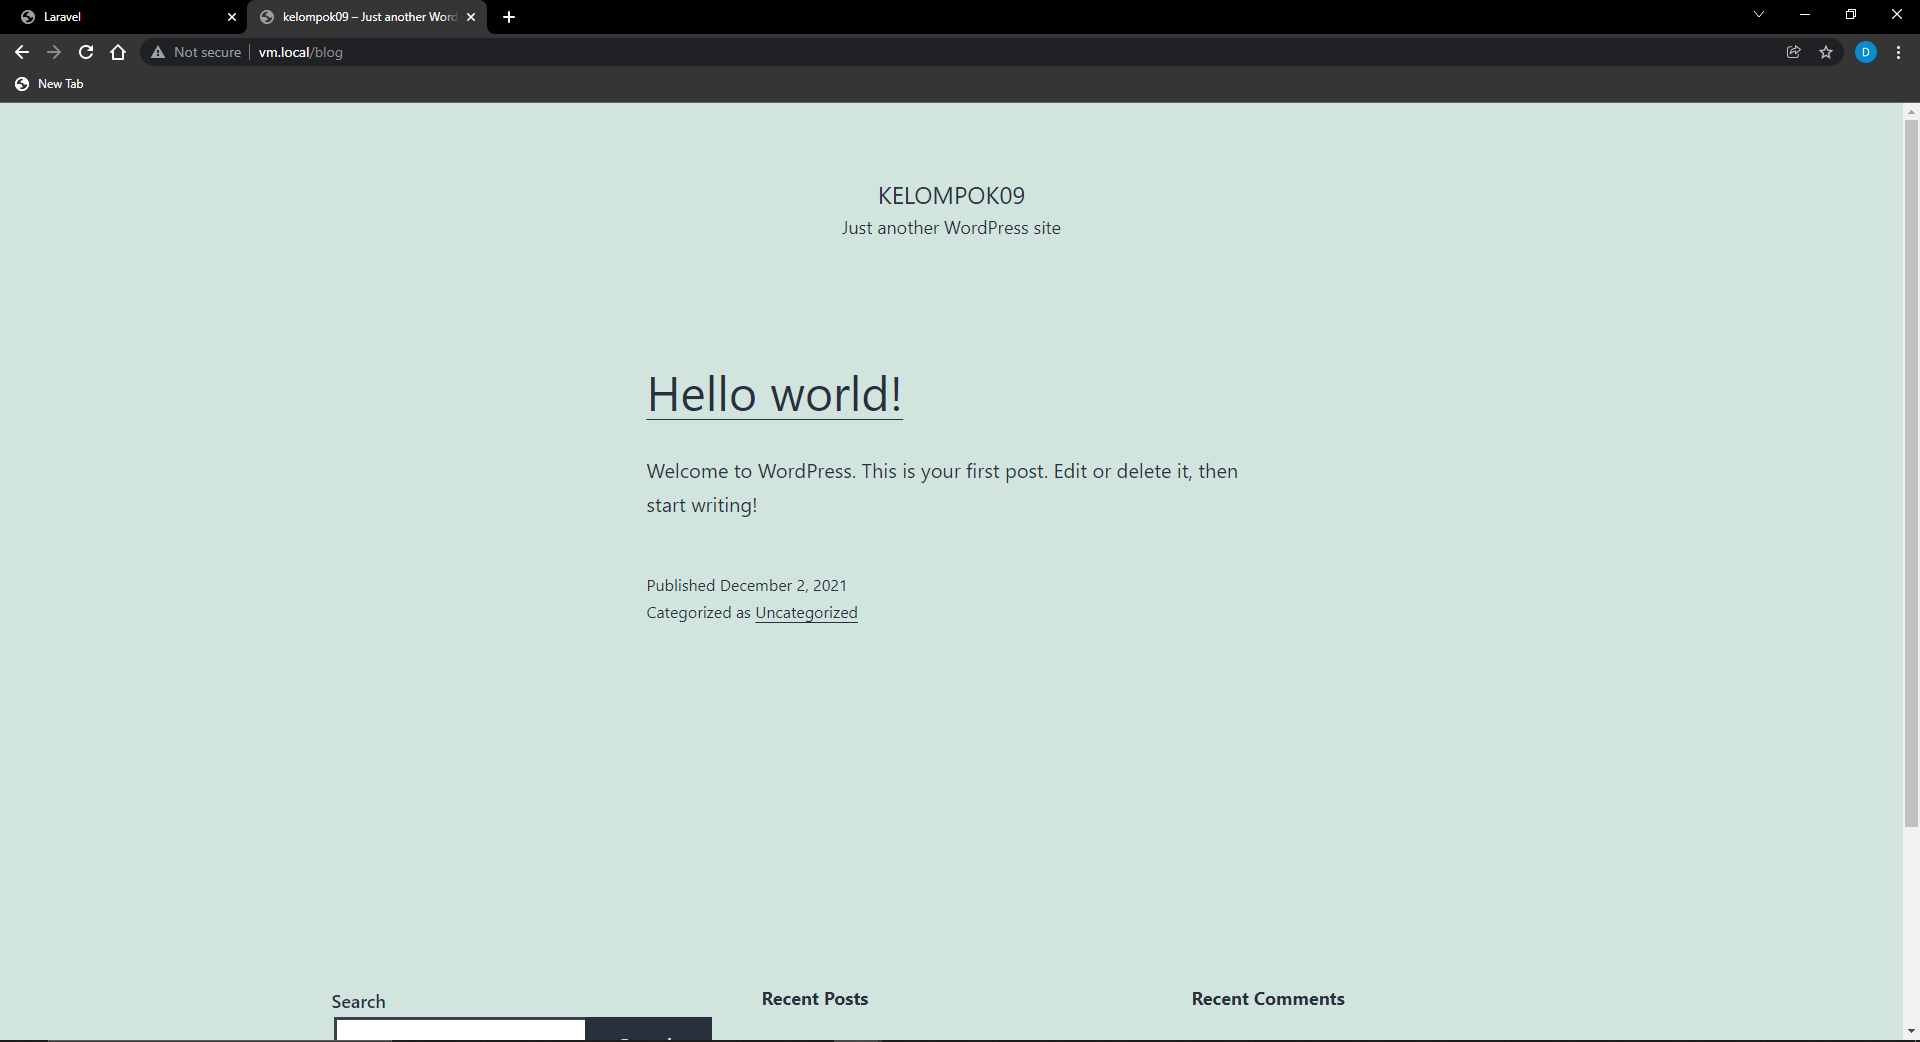 Laravel
kelompok09 – Just another Word
Not secure
vm.local/blog
D
New Tab
KELOMPOK09
Just another WordPress site
Hello world!
Welcome to WordPress. This is your first post. Edit or delete it, then
start writing!
Published December 2, 2021
Categorized as Uncategorized
Search
Recent Posts
Recent Comments